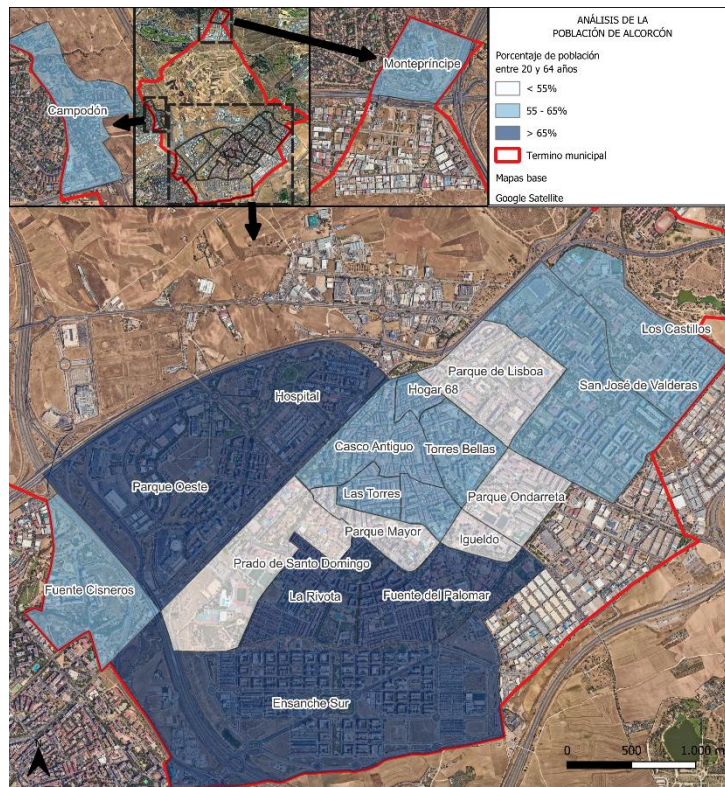 Campodón
Montepríncipe
ANÁLISIS DE LA
POBLACIÓN DE ALCORCÓN
Porcentaje de población
entre 20 y 64 años
< 55%
55 - 65%
> 65%
Termino municipal
Mapas base
Google Satellite
Los Castillos
Parque de Lisboa
San José de Valderas
Hogar 68
Hospital
Casco Antiguo
Torres Bellas
Parque Oeste
Las Torres
Parque Ondarreta
Parque Mayor
Igueldo
Prado de Santo Domingo
Fuente Cisneros
La Rivota
Fuente del Palomar
Ensanche Sur
N
0 500 1.000 m